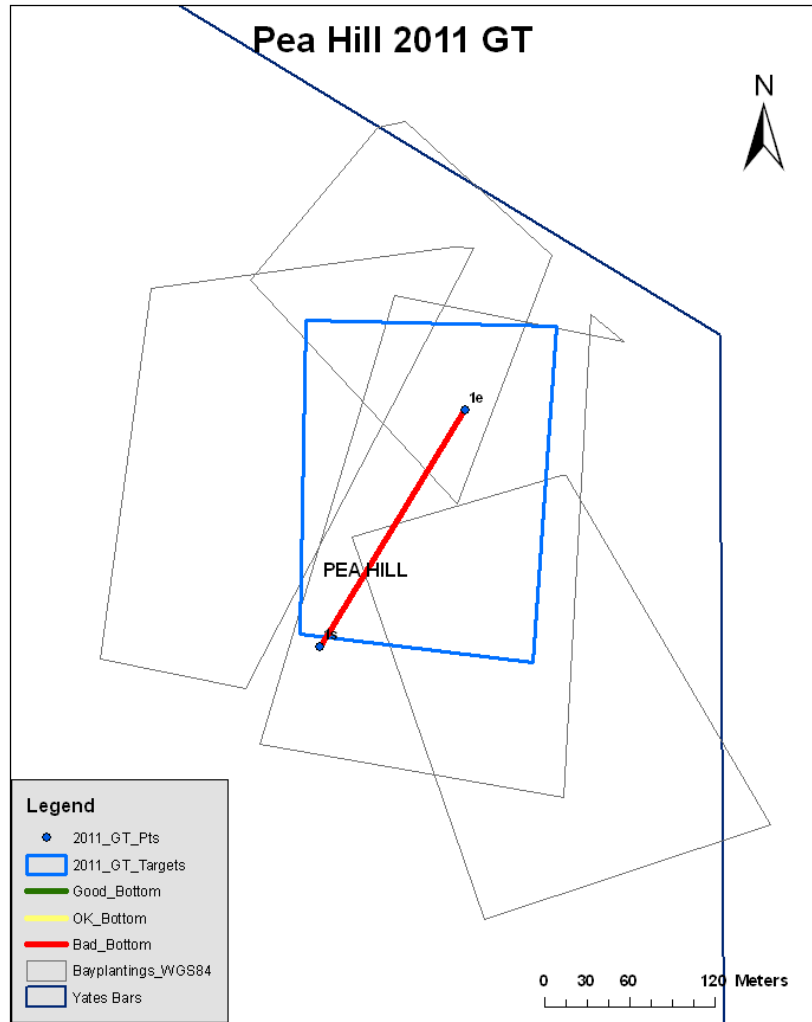 Pea Hill 2011 GT
N
1e
PEA HILL
1s
Legend
2011_GT_Pts
2011_GT_Targets
Good_Bottom
OK_Bottom
Bad_Bottom
Bayplantings_WGS84
Yates Bars
0 30 60 120 Meters